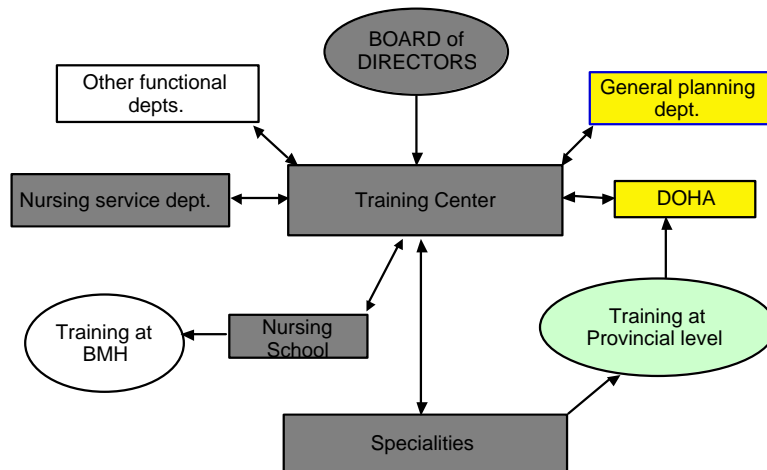 BOARD of
DIRECTORS
Other functional
depts.
General planning
dept.
Nursing service dept.
Training Center
DOHA
Training at
BMH
Nursing
School
Training at
Provincial level
Specialities